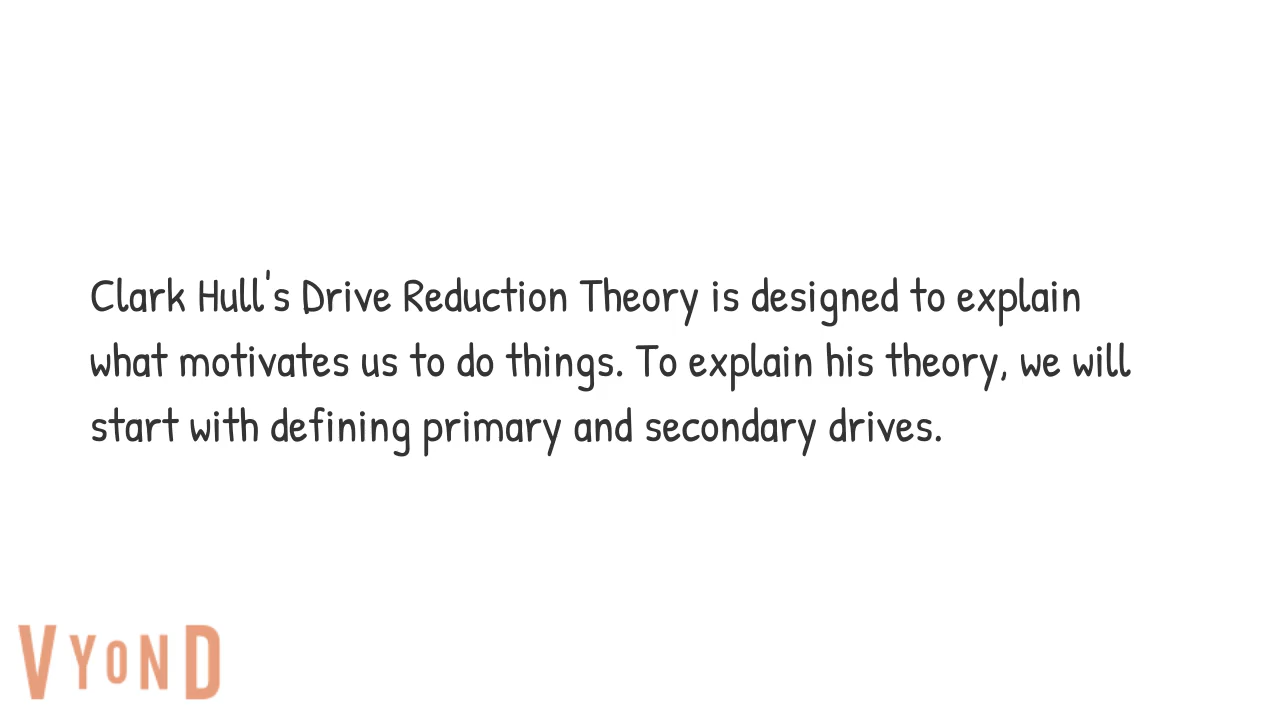 Clark Hull's Drive Reduction Theory is designed to explain
what motivates us to do things. To explain his theory, we will
start with defining primary and secondary drives.
VYOND